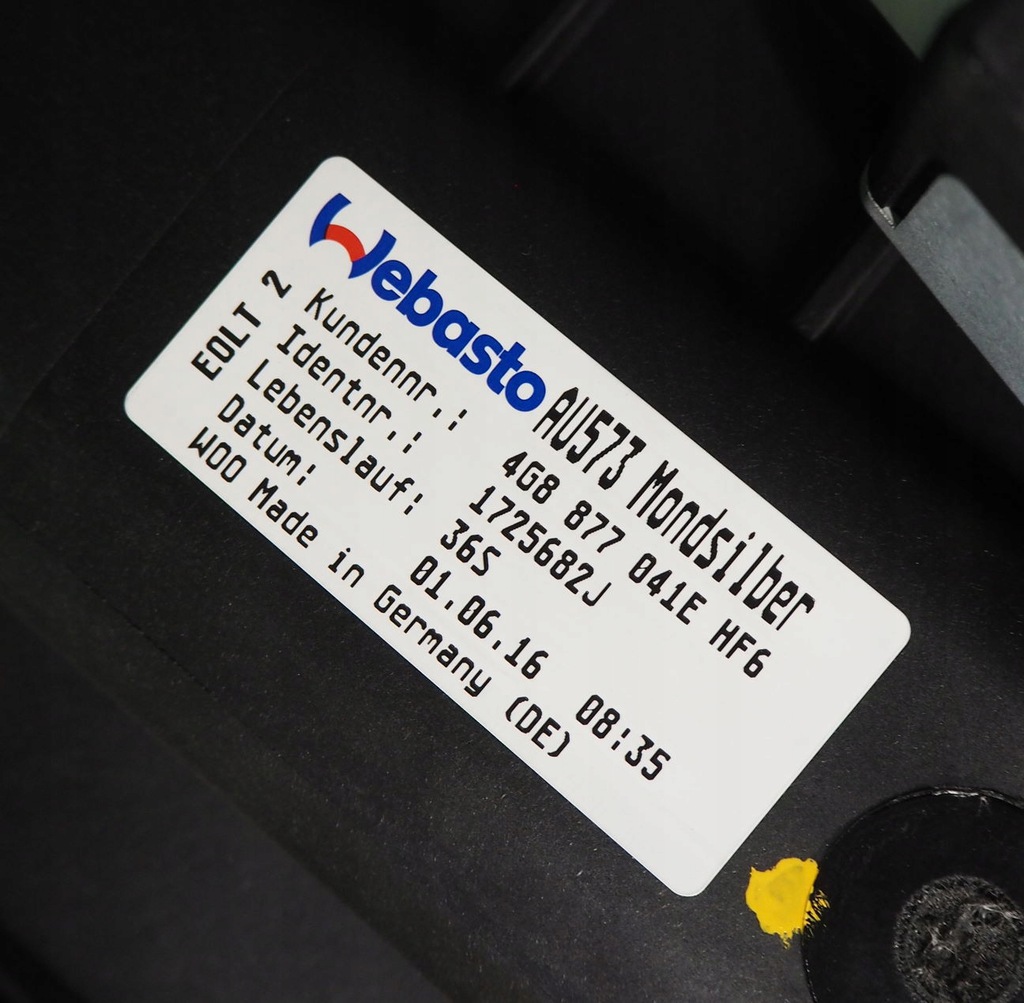 Webasto AU573 Mondsilber
Kundennr.: 4G8 877 041E HF6
Identnr.: 1725682J
Lebenslauf: 36S
Datum: 01.06.16 08:35
WOO Made in Germany (DE)
EOLT 2